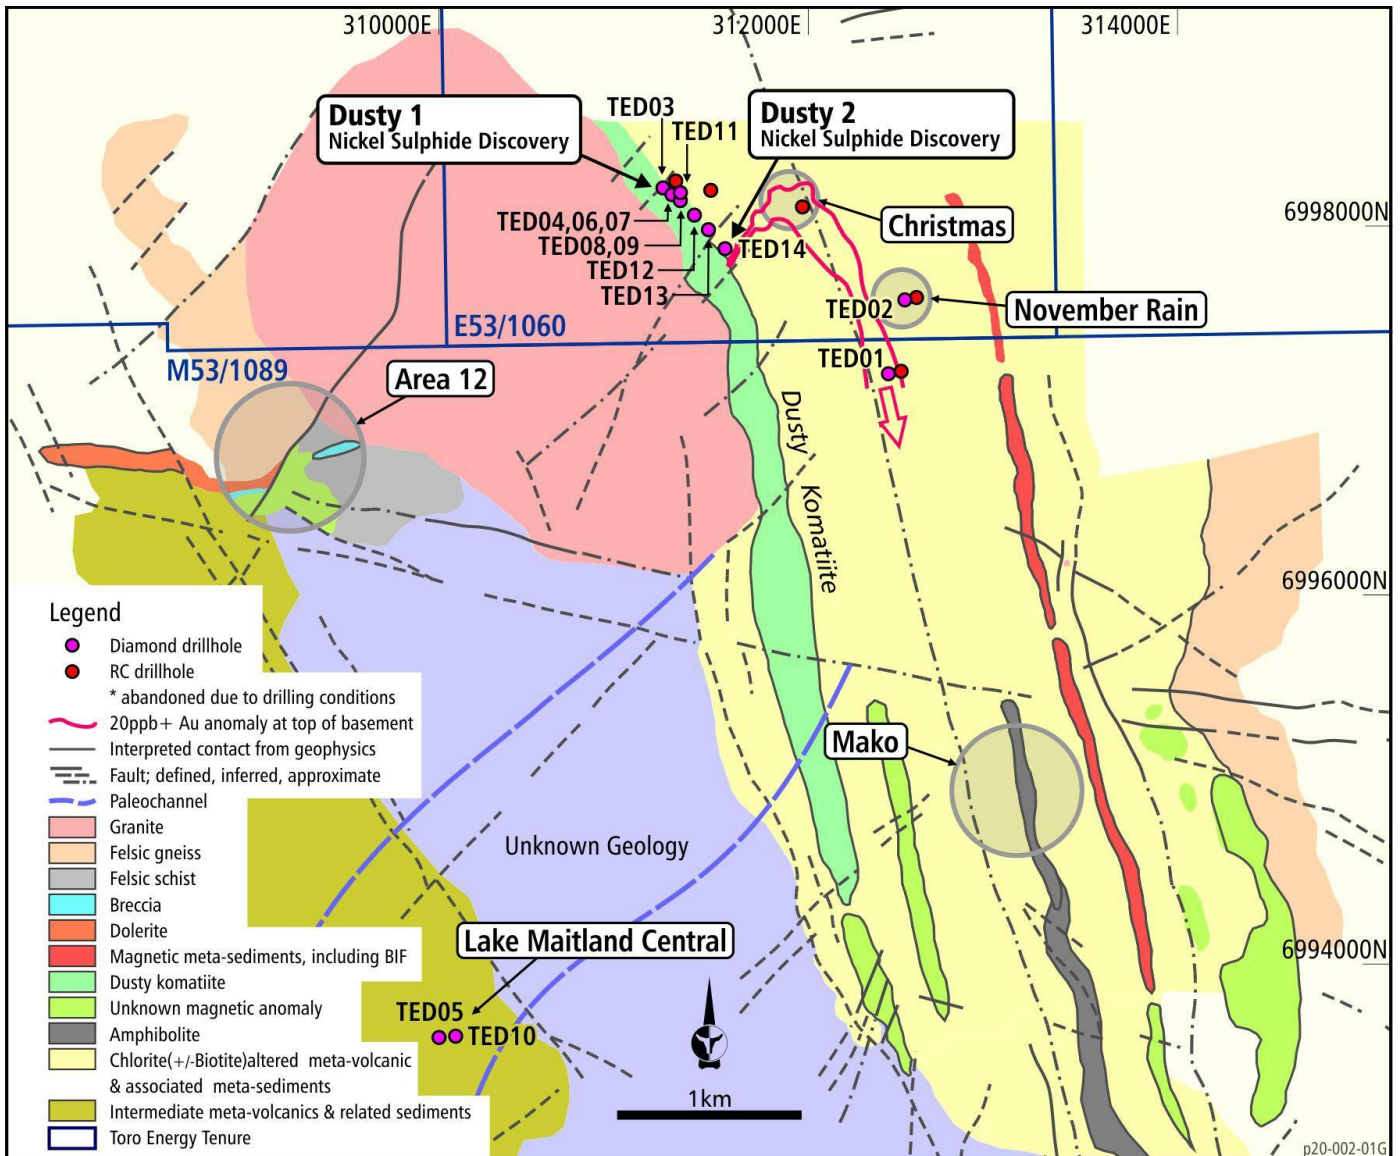 310000E
312000E
314000E
Dusty 1
Nickel Sulphide Discovery
TED03
TED11
Dusty 2
Nickel Sulphide Discovery
6998000N
TED04,06,07
TED08,09
TED12
TED13
TED14
Christmas
TED02
November Rain
E53/1060
M53/1089
TED01
Area 12
Dusty Komatiite
6996000N
Mako
Unknown Geology
Lake Maitland Central
6994000N
TED05
TED10
1km
Legend
Diamond drillhole
RC drillhole
* abandoned due to drilling conditions
20ppb+ Au anomaly at top of basement
Interpreted contact from geophysics
Fault; defined, inferred, approximate
Paleochannel
Granite
Felsic gneiss
Felsic schist
Breccia
Dolerite
Magnetic meta-sediments, including BIF
Dusty komatiite
Unknown magnetic anomaly
Amphibolite
Chlorite(+/-Biotite)altered meta-volcanic
& associated meta-sediments
Intermediate meta-volcanics & related sediments
Toro Energy Tenure
p20-002-01G